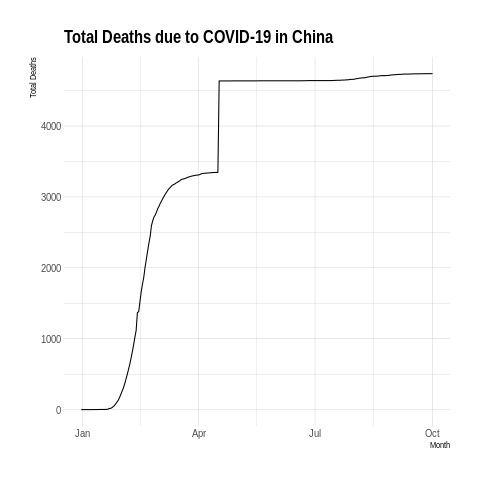 Total Deaths due to COVID-19 in China
Total Deaths
4000
3000
2000
1000
0
Jan Apr Jul Oct
Month